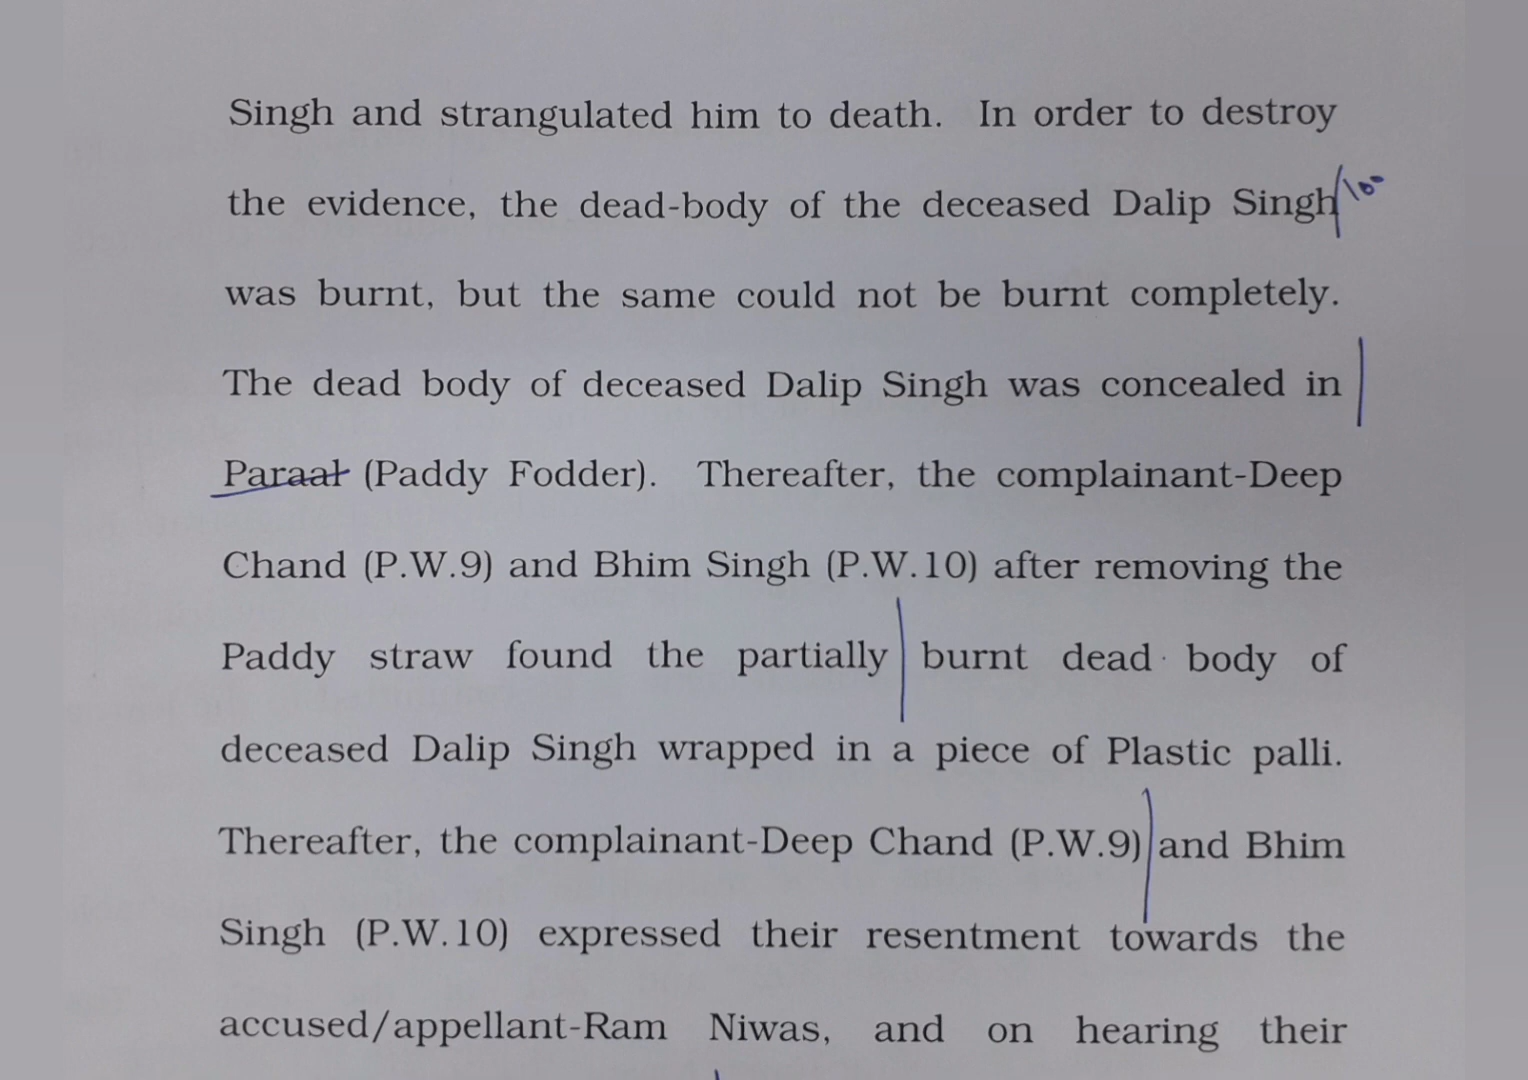 Singh and strangulated him to death. In order to destroy
the evidence, the dead-body of the deceased Dalip Singh 100
was burnt, but the same could not be burnt completely.
The dead body of deceased Dalip Singh was concealed in
Paraat (Paddy Fodder). Thereafter, the complainant-Deep
Chand (P.W.9) and Bhim Singh (P.W.10) after removing the
Paddy straw found the partially burnt dead body of
deceased Dalip Singh wrapped in a piece of Plastic palli.
Thereafter, the complainant-Deep Chand (P.W.9) and Bhim
Singh (P.W.10) expressed their resentment towards the
accused/appellant-Ram Niwas, and on hearing their